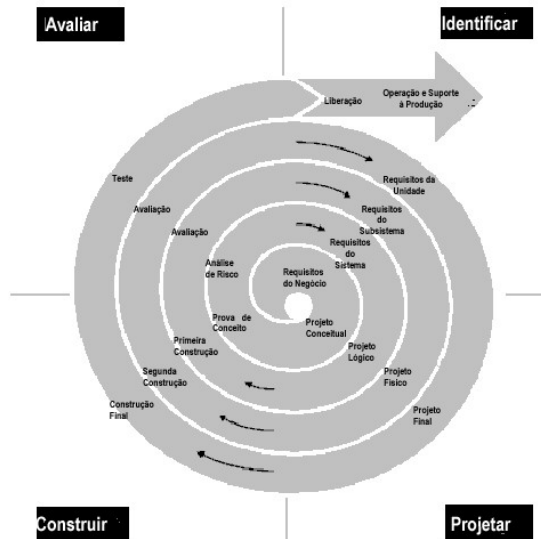 Avaliar
Identificar
Liberação
Operação e Suporte
à Produção
Teste
Requisitos da
Unidade
Avaliação
Requisitos
do
Subsistema
Avaliação
Requisitos
do
Sistema
Análise
de Risco
Requisitos
do Negócio
Prova de
Conceito
Projeto
Conceitual
Primeira
Construção
Projeto
Lógico
Segunda
Construção
Projeto
Físico
Construção
Final
Projeto
Final
Construir
Projetar